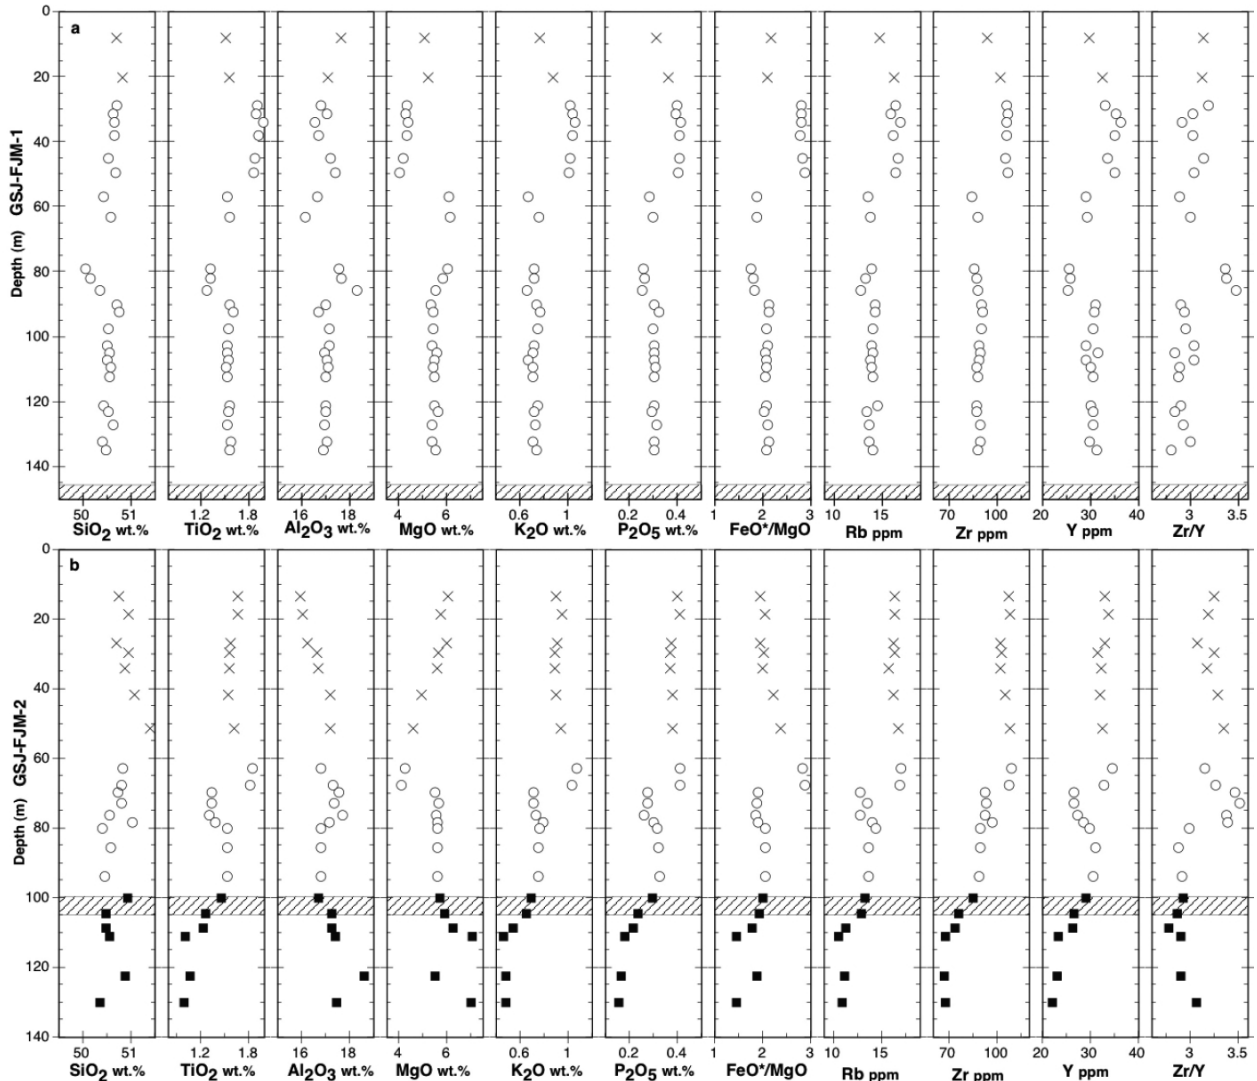 a
GSJ-FJM-1
Depth (m)
0
20
40
60
80
100
120
140
50 51
1.2 1.8
16 18
4 6
0.6 1
0.2 0.4
1 2 3
10 15
70 100
20 30 40
3 3.5
SiO2 wt.%
TiO2 wt.%
Al2O3 wt.%
MgO wt.%
K2O wt.%
P2O5 wt.%
FeO*/MgO
Rb ppm
Zr ppm
Y ppm
Zr/Y
b
GSJ-FJM-2
Depth (m)
0
20
40
60
80
100
120
140
50 51
1.2 1.8
16 18
4 6
0.6 1
0.2 0.4
1 2 3
10 15
70 100
20 30 40
3 3.5
SiO2 wt.%
TiO2 wt.%
Al2O3 wt.%
MgO wt.%
K2O wt.%
P2O5 wt.%
FeO*/MgO
Rb ppm
Zr ppm
Y ppm
Zr/Y